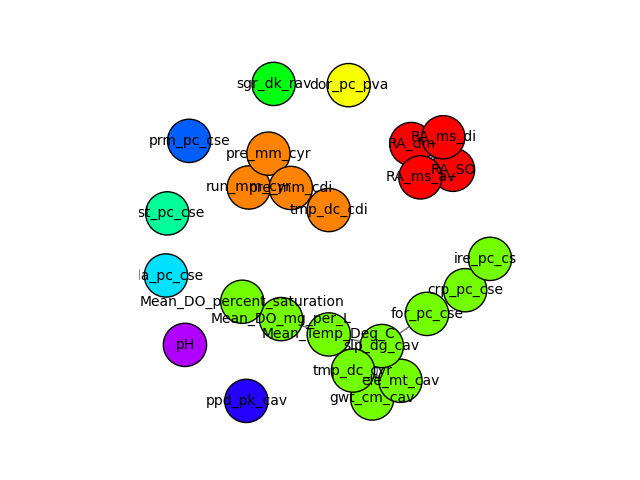 sgr_dk_rav
dor_pc_pva
prm_pc_cse
pre_mm_cyr
RA_dm
RA_ms_di
RA_ms_av
RA_SO
run_mm_cyr
pre_mm_cdi
tmp_dc_cdi
st_pc_cse
ire_pc_cs
la_pc_cse
crp_pc_cse
Mean_DO_percent_saturation
Mean_DO_mg_per_L
for_pc_cse
Mean_Temp_Deg_C
slp_dg_cav
pH
tmp_dc_cyr
ele_mt_cav
gwt_cm_cav
ppd_pk_cav